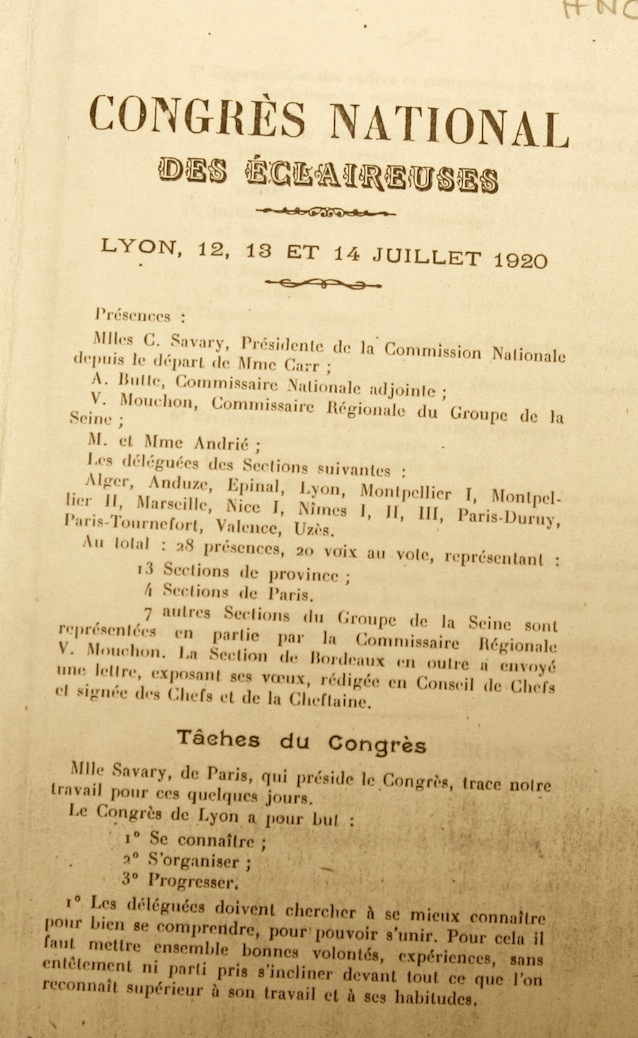 HNC
CONGRÈS NATIONAL
DES ÉCLAIREUSES
LYON, 12, 13 ET 14 JUILLET 1920
Présences :
Mlles C. Savary, Présidente de la Commission Nationale
depuis le départ de Mme Carr ;
A. Butte, Commissaire Nationale adjointe ;
V. Mouchon, Commissaire Régionale du Groupe de la
Seine ;
M. et Mme Andrié ;
Les déléguées des Sections suivantes :
Alger, Anduze, Epinal, Lyon, Montpellier I, Montpel-
lier II, Marseille, Nice I, Nîmes I, II, III, Paris-Duruy,
Paris-Tournefort, Valence, Uzès.
Au total : 28 présences, 20 voix au vote, représentant :
13 Sections de province ;
4 Sections de Paris.
7 autres Sections du Groupe de la Seine sont
représentées en partie par la Commissaire Régionale
V. Mouchon. La Section de Bordeaux en outre a envoyé
une lettre, exposant ses vœux, rédigée en Conseil de Chefs
et signée des Chefs et de la Cheftaine.
Tâches du Congrès
Mlle Savary, de Paris, qui préside le Congrès, trace notre
travail pour ces quelques jours.
Le Congrès de Lyon a pour but :
1° Se connaître ;
2° S'organiser ;
3° Progresser.
1° Les déléguées doivent chercher à se mieux connaître
pour bien se comprendre, pour pouvoir s'unir. Pour cela il
faut mettre ensemble bonnes volontés, expériences, sans
entêtement ni parti pris s'incliner devant tout ce que l'on
reconnaît supérieur à son travail et à ses habitudes.